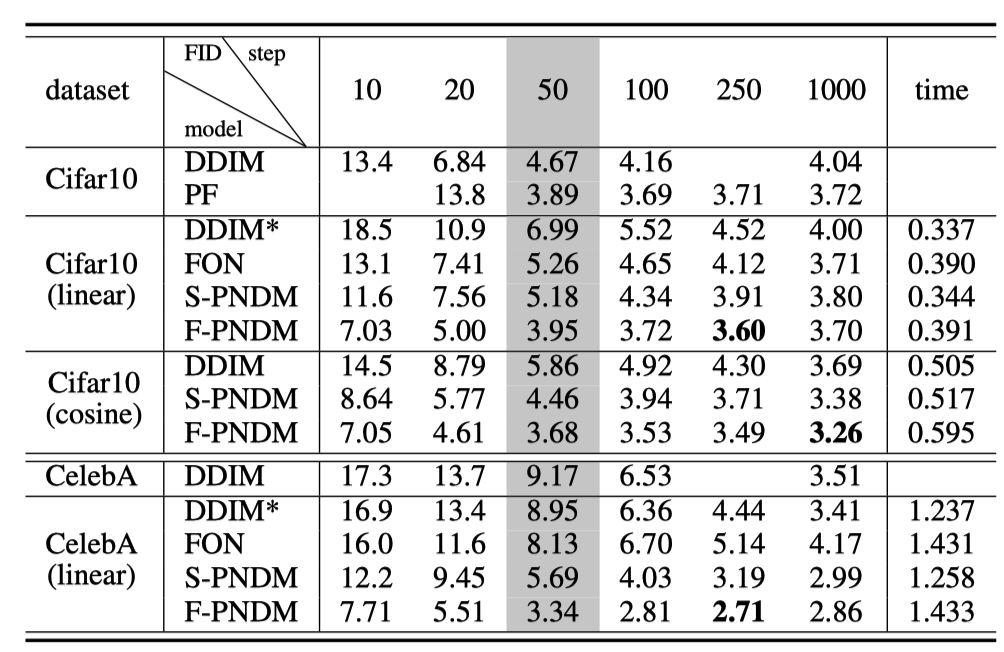 FID step
dataset 10 20 50 100 250 1000 time
model
Cifar10 DDIM 13.4 6.84 4.67 4.16 4.04
PF 13.8 3.89 3.69 3.71 3.72
Cifar10 (linear) DDIM* 18.5 10.9 6.99 5.52 4.52 4.00 0.337
FON 13.1 7.41 5.26 4.65 4.12 3.71 0.390
S-PNDM 11.6 7.56 5.18 4.34 3.91 3.80 0.344
F-PNDM 7.03 5.00 3.95 3.72 3.60 3.70 0.391
Cifar10 (cosine) DDIM 14.5 8.79 5.86 4.92 4.30 3.69 0.505
S-PNDM 8.64 5.77 4.46 3.94 3.71 3.38 0.517
F-PNDM 7.05 4.61 3.68 3.53 3.49 3.26 0.595
CelebA DDIM 17.3 13.7 9.17 6.53 3.51
CelebA (linear) DDIM* 16.9 13.4 8.95 6.36 4.44 3.41 1.237
FON 16.0 11.6 8.13 6.70 5.14 4.17 1.431
S-PNDM 12.2 9.45 5.69 4.03 3.19 2.99 1.258
F-PNDM 7.71 5.51 3.34 2.81 2.71 2.86 1.433